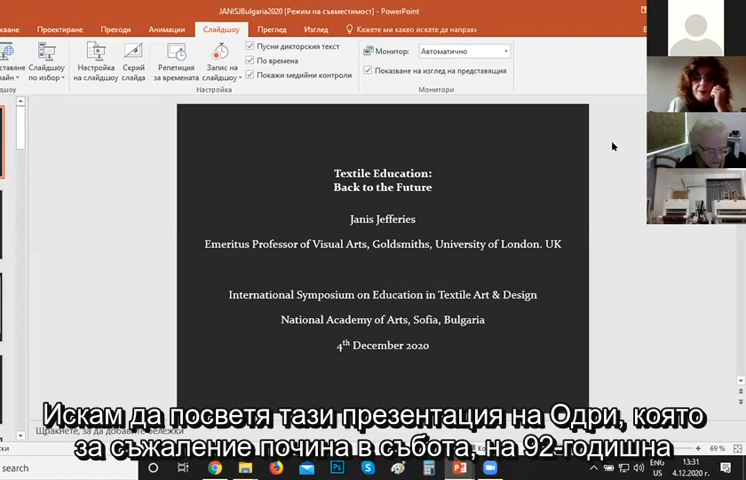 JANISJBulgaria2020 [Режим на съвместимост] - PowerPoint
Проектиране Преходи Анимации Слайдшоу Преглед Изглед Кажете ми какво искате да направи
Слайдшоу по избор
Настройка на слайдшоу
Скрий слайда
Репетиция за времената
Запис на слайдшоу
Пусни дикторския текст
По времена
Покажи медийни контроли
Монитор: Автоматично
Показване на изглед на представящия
Настройка
Монитори
Textile Education:
Back to the Future
Janis Jefferies
Emeritus Professor of Visual Arts, Goldsmiths, University of London. UK
International Symposium on Education in Textile Art & Design
National Academy of Arts, Sofia, Bulgaria
4th December 2020
Искам да посветя тази презентация на Одри, която
за съжаление почина в събота, на 92-годишна
69 %
search
ENG
US
13:31
4.12.2020 г.